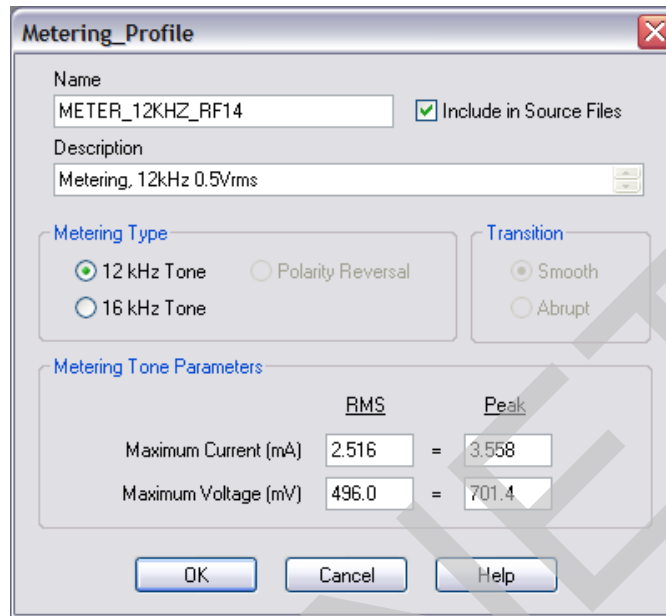 Metering_Profile
Name
METER_12KHZ_RF14
Include in Source Files
Description
Metering, 12kHz 0.5Vrms
Metering Type
Transition
12 kHz Tone Polarity Reversal
Smooth
16 kHz Tone
Abrupt
Metering Tone Parameters
RMS Peak
Maximum Current (mA) 2.516 = 3.558
Maximum Voltage (mV) 496.0 = 701.4
OK Cancel Help